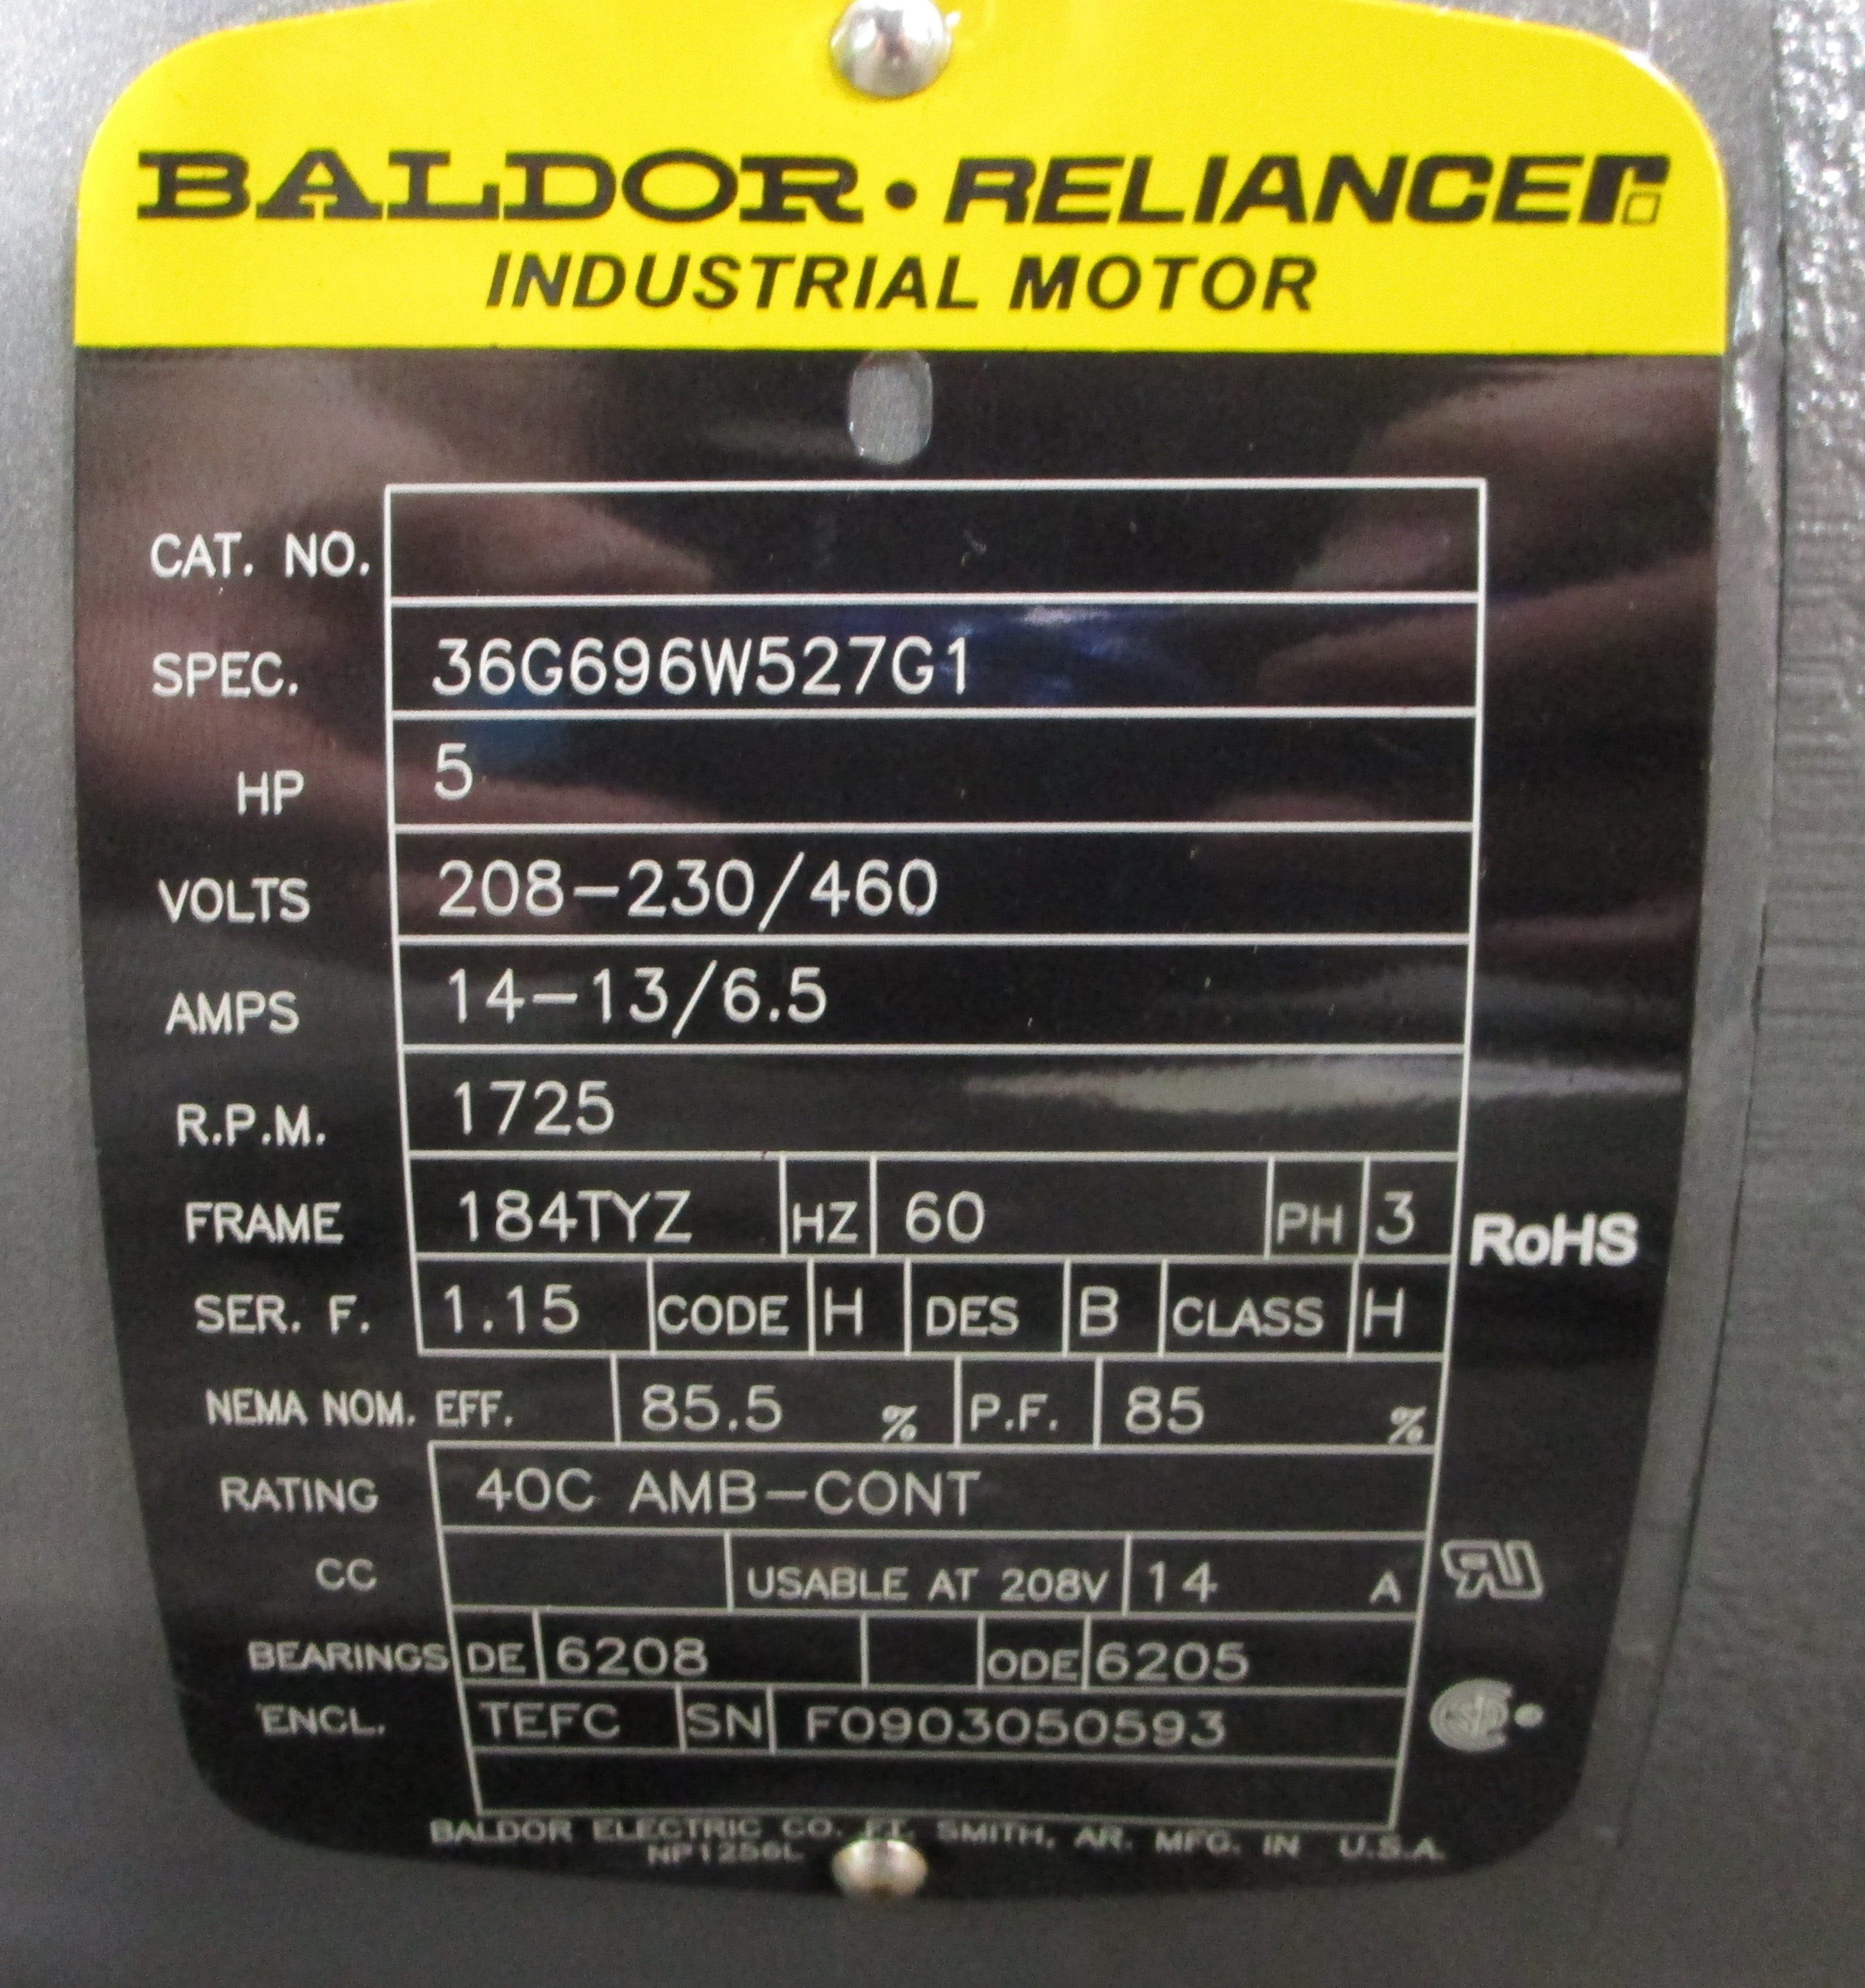 BALDOR • RELIANCE
INDUSTRIAL MOTOR
CAT. NO.
SPEC. 36G696W527G1
HP 5
VOLTS 208-230/460
AMPS 14-13/6.5
R.P.M. 1725
FRAME 184TYZ HZ 60 PH 3
RoHS
SER. F. 1.15 CODE H DES B CLASS H
NEMA NOM. EFF. 85.5 % P.F. 85 %
RATING 40C AMB-CONT
CC USABLE AT 208V 14 A
BEARINGS DE 6208 ODE 6205
ENCL. TEFC SN F0903050593
BALDOR ELECTRIC CO. FT. SMITH, AR. MFG. IN U.S.A.
NP1256L